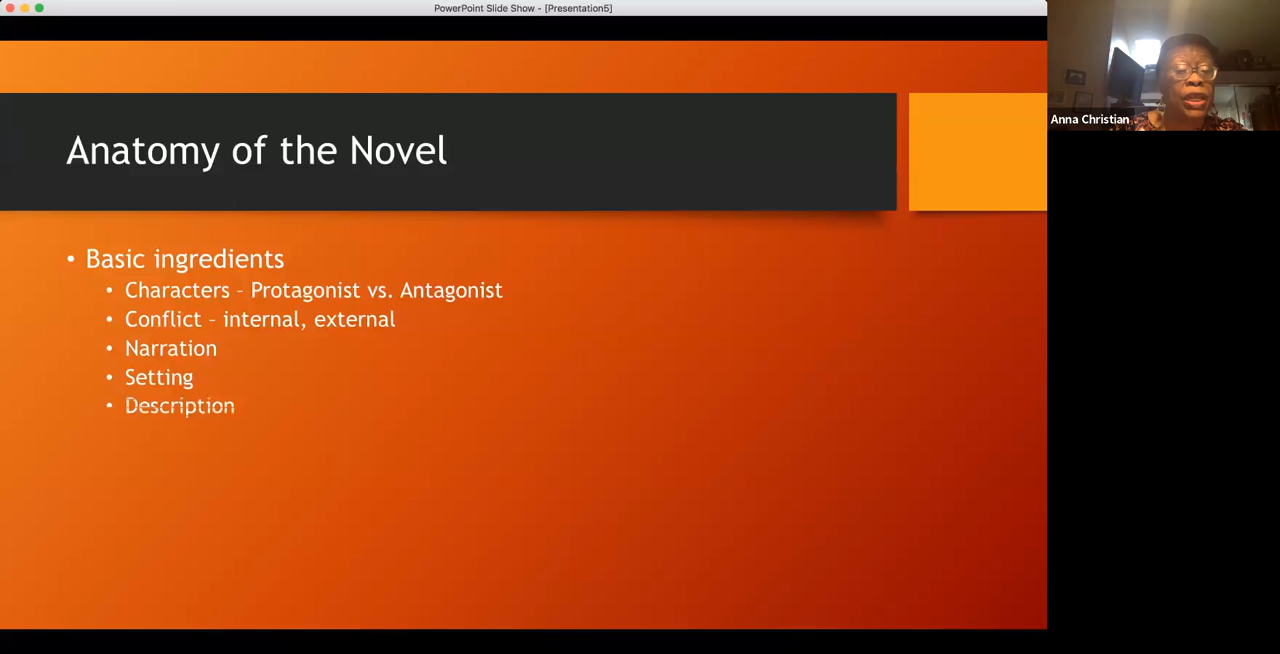 PowerPoint Slide Show - [Presentation5]
Anna Christian
Anatomy of the Novel
• Basic ingredients
• Characters – Protagonist vs. Antagonist
• Conflict – internal, external
• Narration
• Setting
• Description